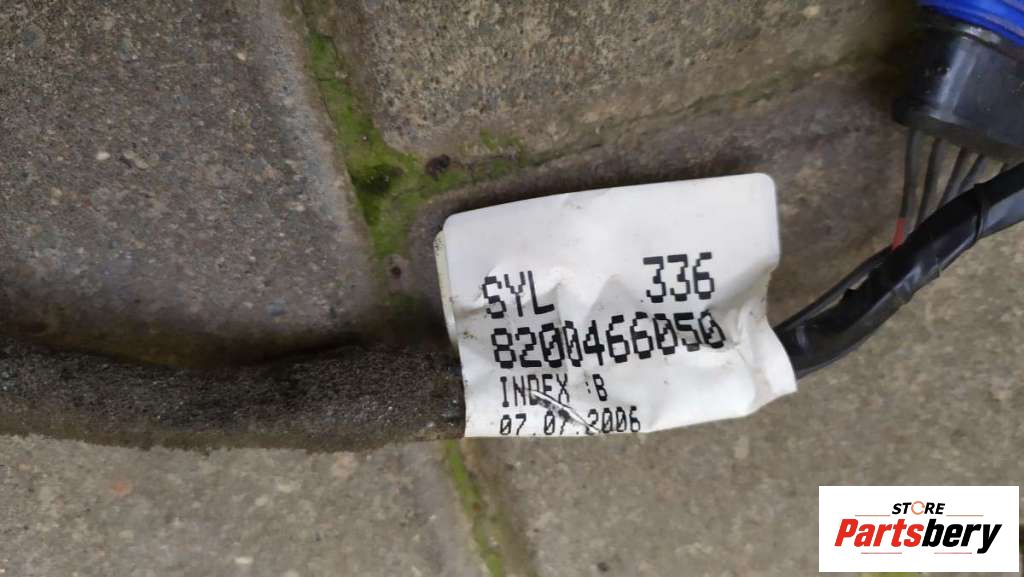 SYL 336
8200466050
INDEX :B
07.07.2006
STORE
Partsbery